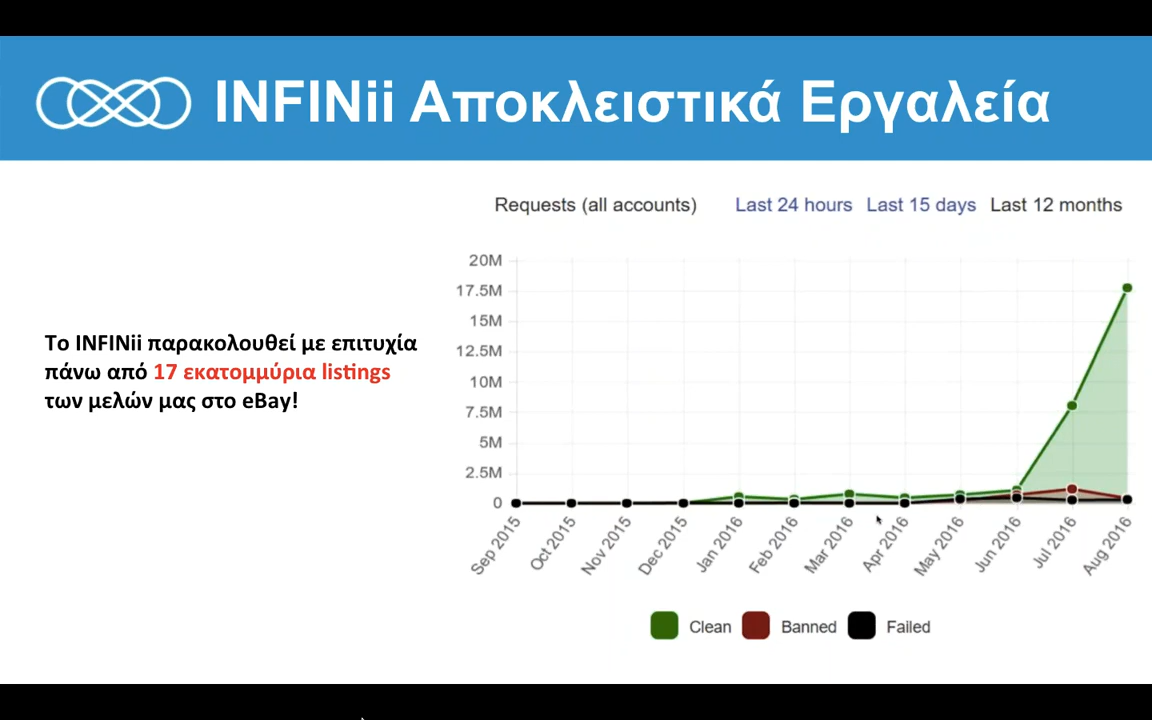 INFINii Αποκλειστικά Εργαλεία
Requests (all accounts) Last 24 hours Last 15 days Last 12 months
Το INFINii παρακολουθεί με επιτυχία
πάνω από 17 εκατομμύρια listings
των μελών μας στο eBay!
20M
17.5M
15M
12.5M
10M
7.5M
5M
2.5M
0
Sep 2015
Oct 2015
Nov 2015
Dec 2015
Jan 2016
Feb 2016
Mar 2016
Apr 2016
May 2016
Jun 2016
Jul 2016
Aug 2016
Clean Banned Failed